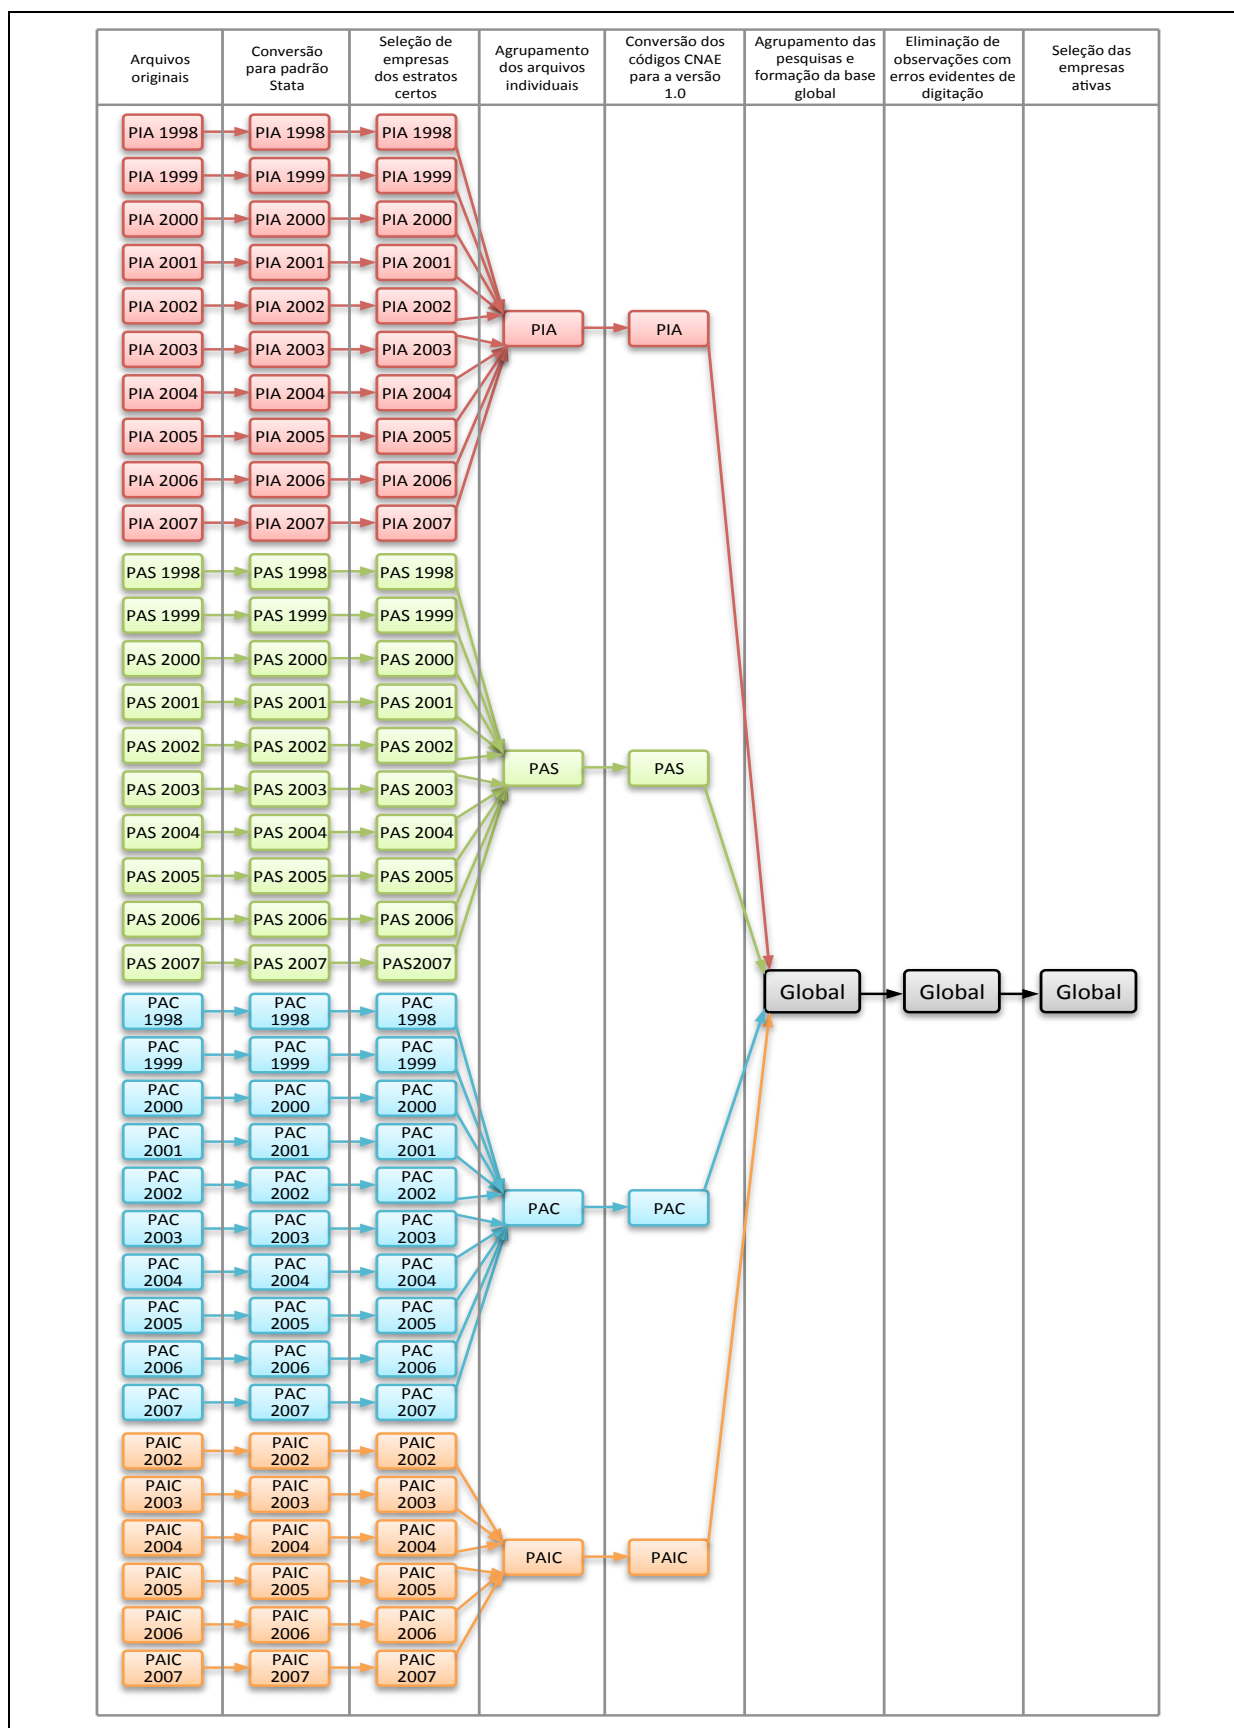 Arquivos
originais
Conversão
para padrão
Stata
Seleção de
empresas
dos estratos
certos
Agrupamento
dos arquivos
individuais
Conversão dos
códigos CNAE
para a versão
1.0
Agrupamento das
pesquisas e
formação da base
global
Eliminação de
observações com
erros evidentes de
digitação
Seleção das
empresas
ativas
PIA 1998 PIA 1998 PIA 1998
PIA 1999 PIA 1999 PIA 1999
PIA 2000 PIA 2000 PIA 2000
PIA 2001 PIA 2001 PIA 2001
PIA 2002 PIA 2002 PIA 2002
PIA PIA
PIA 2003 PIA 2003 PIA 2003
PIA 2004 PIA 2004 PIA 2004
PIA 2005 PIA 2005 PIA 2005
PIA 2006 PIA 2006 PIA 2006
PIA 2007 PIA 2007 PIA 2007
PAS 1998 PAS 1998 PAS 1998
PAS 1999 PAS 1999 PAS 1999
PAS 2000 PAS 2000 PAS 2000
PAS 2001 PAS 2001 PAS 2001
PAS 2002 PAS 2002 PAS 2002
PAS PAS
PAS 2003 PAS 2003 PAS 2003
PAS 2004 PAS 2004 PAS 2004
PAS 2005 PAS 2005 PAS 2005
PAS 2006 PAS 2006 PAS 2006
PAS 2007 PAS 2007 PAS2007
Global Global Global
PAC PAC PAC
1998 1998 1998
PAC PAC PAC
1999 1999 1999
PAC PAC PAC
2000 2000 2000
PAC PAC PAC
2001 2001 2001
PAC PAC PAC
2002 2002 2002
PAC PAC
PAC PAC PAC
2003 2003 2003
PAC PAC PAC
2004 2004 2004
PAC PAC PAC
2005 2005 2005
PAC PAC PAC
2006 2006 2006
PAC PAC PAC
2007 2007 2007
PAIC PAIC PAIC
2002 2002 2002
PAIC PAIC PAIC
2003 2003 2003
PAIC PAIC PAIC
2004 2004 2004
PAIC PAIC
PAIC PAIC PAIC
2005 2005 2005
PAIC PAIC PAIC
2006 2006 2006
PAIC PAIC PAIC
2007 2007 2007